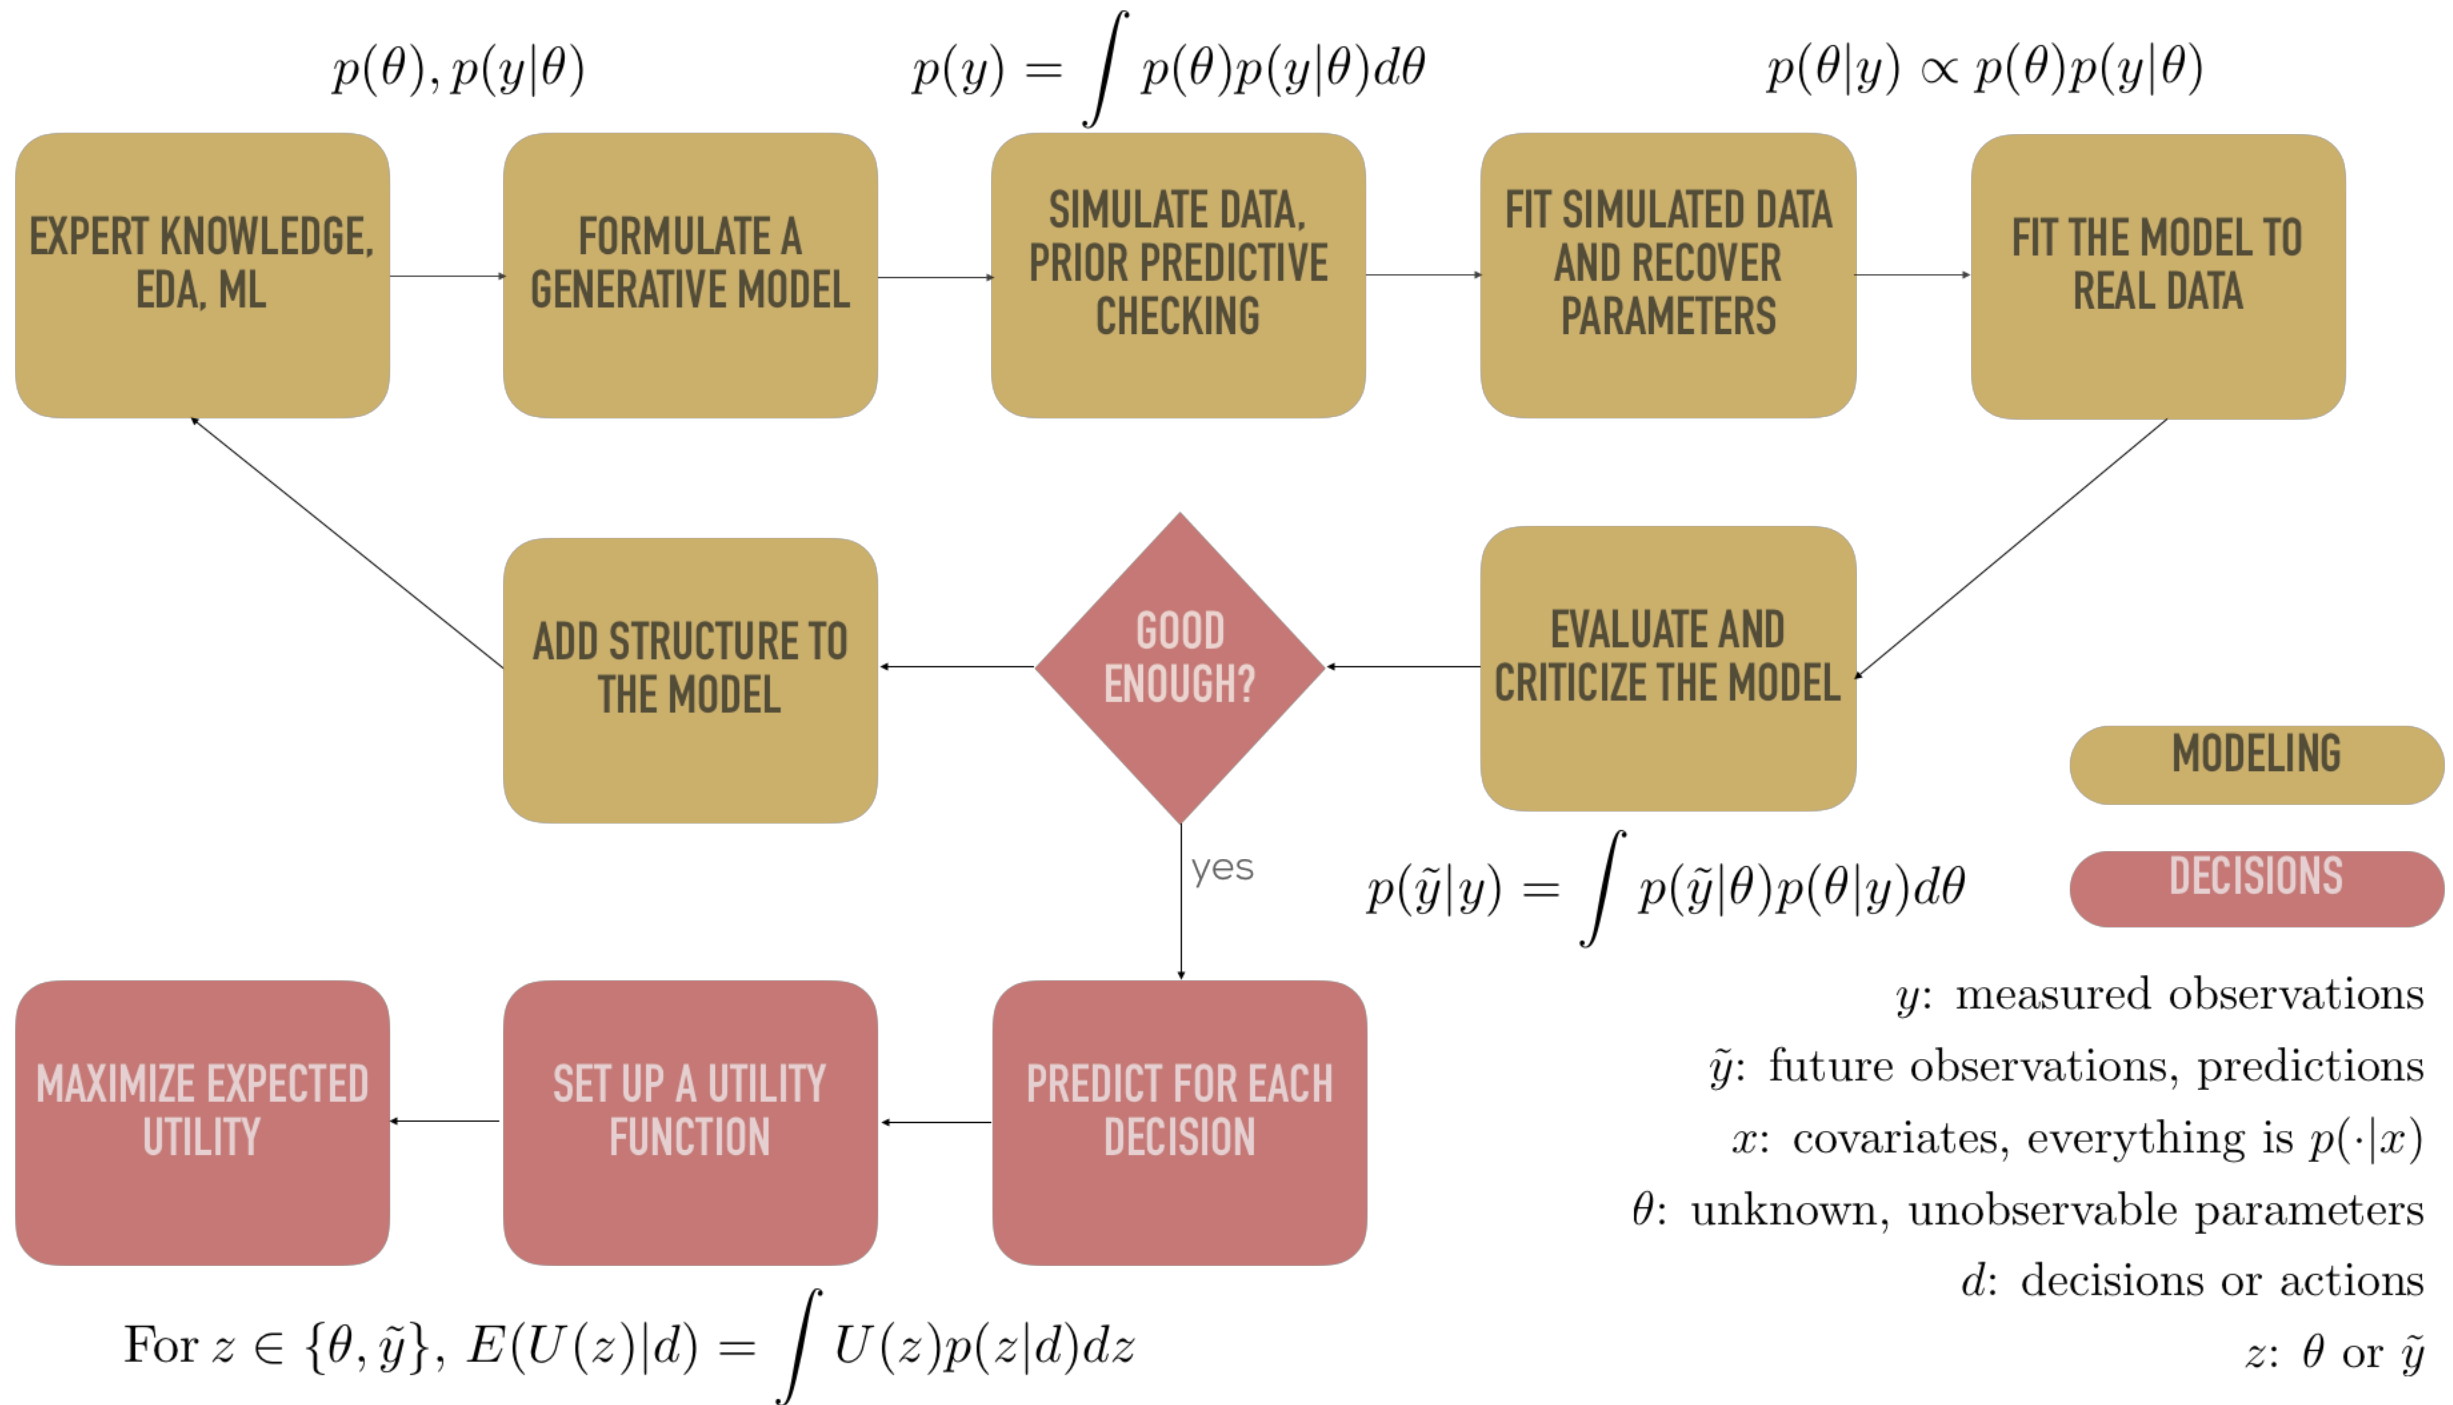 p(θ), p(y|θ)
p(y) = ∫ p(θ)p(y|θ)dθ
p(θ|y) ∝ p(θ)p(y|θ)
EXPERT KNOWLEDGE,
EDA, ML
FORMULATE A
GENERATIVE MODEL
SIMULATE DATA,
PRIOR PREDICTIVE
CHECKING
FIT SIMULATED DATA
AND RECOVER
PARAMETERS
FIT THE MODEL TO
REAL DATA
ADD STRUCTURE TO
THE MODEL
GOOD
ENOUGH?
EVALUATE AND
CRITICIZE THE MODEL
MODELING
DECISIONS
yes
p(ỹ|y) = ∫ p(ỹ|θ)p(θ|y)dθ
MAXIMIZE EXPECTED
UTILITY
SET UP A UTILITY
FUNCTION
PREDICT FOR EACH
DECISION
y: measured observations
ỹ: future observations, predictions
x: covariates, everything is p(·|x)
θ: unknown, unobservable parameters
d: decisions or actions
z: θ or ỹ
For z ∈ {θ, ỹ}, E(U(z)|d) = ∫ U(z)p(z|d)dz